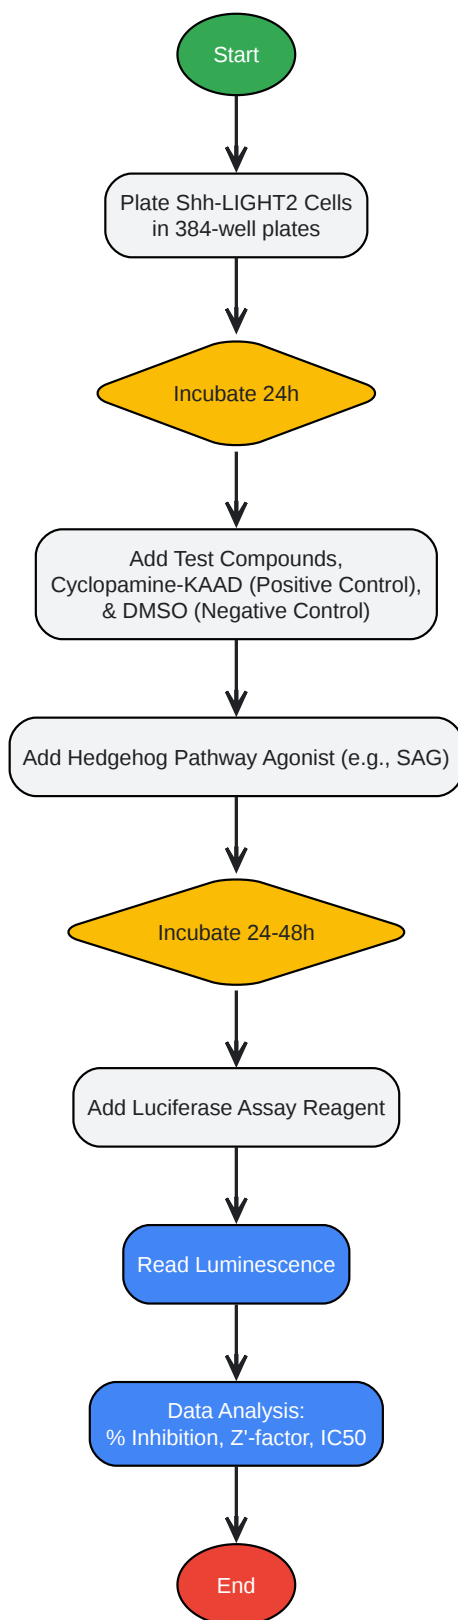 Start
Plate Shh-LIGHT2 Cells
in 384-well plates
Incubate 24h
Add Test Compounds,
Cyclopamine-KAAD (Positive Control),
& DMSO (Negative Control)
Add Hedgehog Pathway Agonist (e.g., SAG)
Incubate 24-48h
Add Luciferase Assay Reagent
Read Luminescence
Data Analysis:
% Inhibition, Z'-factor, IC50
End